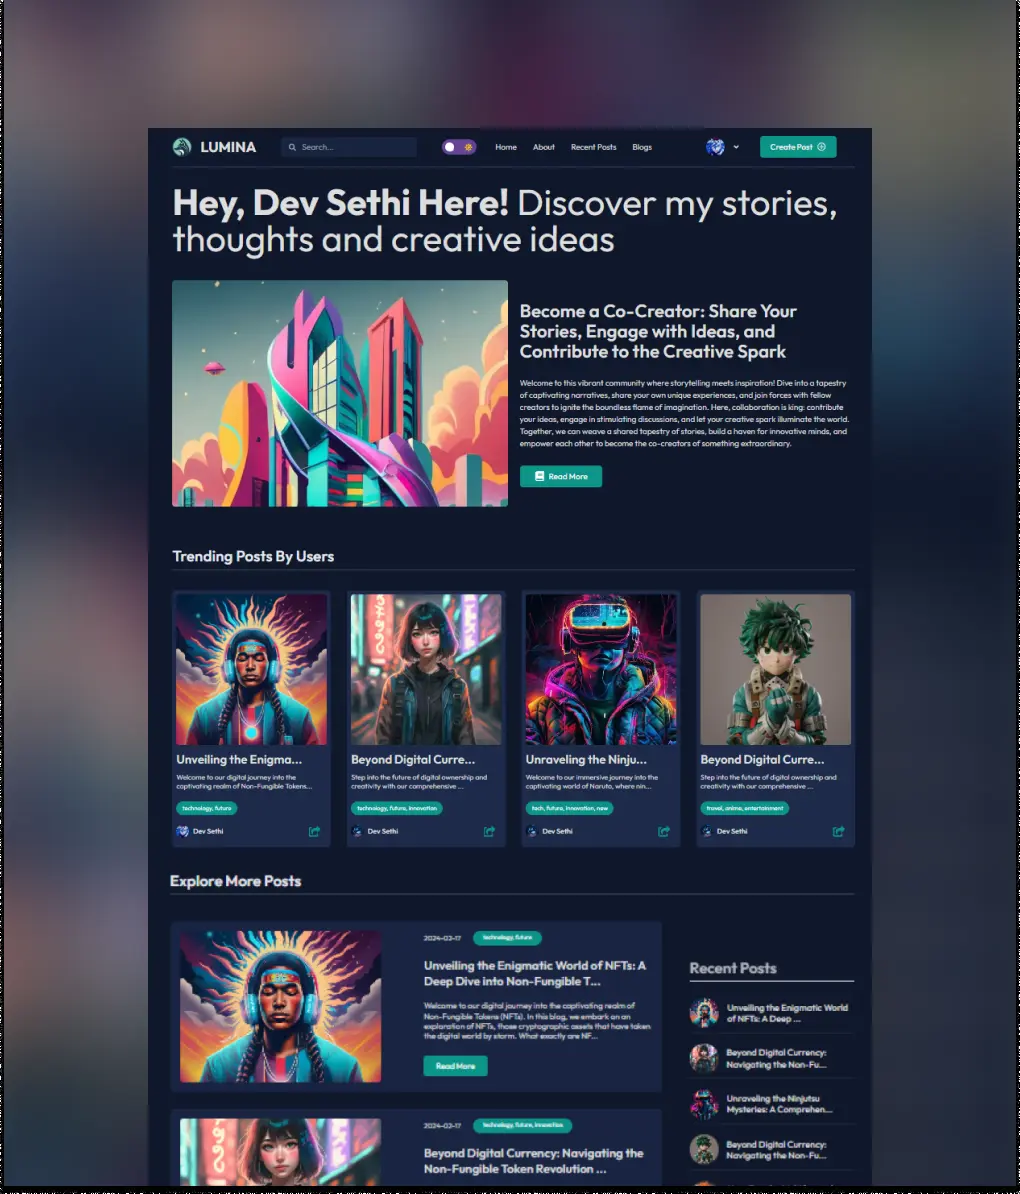 LUMINA
Search...
Home
About
Recent Posts
Blogs
Create Post
Hey, Dev Sethi Here! Discover my stories,
thoughts and creative ideas
Become a Co-Creator: Share Your
Stories, Engage with Ideas, and
Contribute to the Creative Spark
Welcome to this vibrant community where storytelling meets inspiration! Dive into a tapestry
of captivating narratives, share your own unique experiences, and join forces with fellow
creators to ignite the boundless flame of imagination. Here, collaboration is king: contribute
your ideas, engage in stimulating discussions, and let your creative spark illuminate the world.
Together, we can weave a shared tapestry of stories, build a haven for innovative minds, and
empower each other to become the co-creators of something extraordinary.
Read More
Trending Posts By Users
Unveiling the Enigma...
Welcome to our digital journey into the
captivating realm of Non-Fungible Tokens...
technology, future
Dev Sethi
Beyond Digital Curre...
Step into the future of digital ownership and
creativity with our comprehensive ...
technology, future, innovation
Dev Sethi
Unraveling the Ninju...
Welcome to our immersive journey into the
captivating world of Naruto, where nin...
tech, future, innovation, new
Dev Sethi
Beyond Digital Curre...
Step into the future of digital ownership and
creativity with our comprehensive ...
travel, anime, entertainment
Dev Sethi
Explore More Posts
2024-02-17
technology, future
Unveiling the Enigmatic World of NFTs: A
Deep Dive into Non-Fungible T...
Welcome to our digital journey into the captivating realm of
Non-Fungible Tokens (NFTs). In this blog, we embark on an
exploration of NFTs, those cryptographic assets that have taken
the digital world by storm. What exactly are NF...
Read More
2024-02-17
technology, future, innovation
Beyond Digital Currency: Navigating the
Non-Fungible Token Revolution ...
Recent Posts
Unveiling the Enigmatic World
of NFTs: A Deep ...
Beyond Digital Currency:
Navigating the Non-Fu...
Unraveling the Ninjutsu
Mysteries: A Comprehen...
Beyond Digital Currency:
Navigating the Non-Fu...